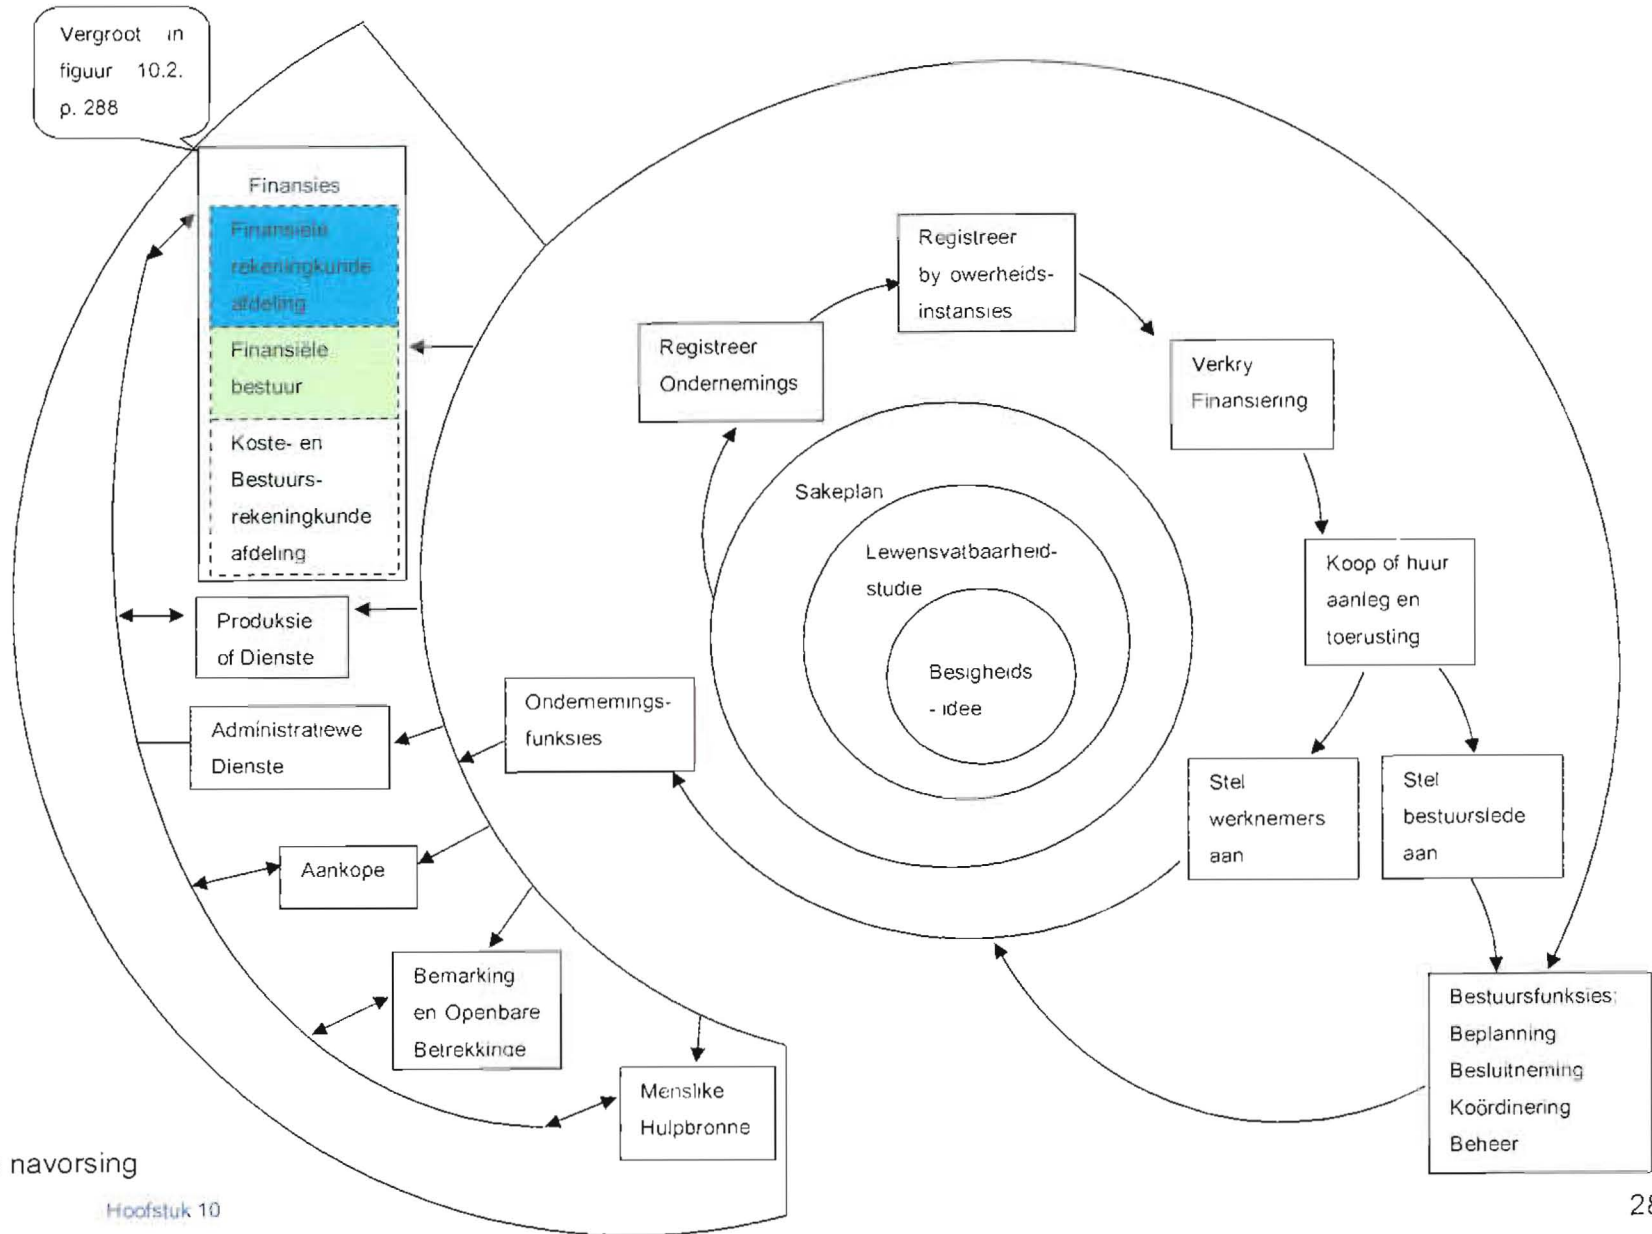 Vergroot in
figuur 10.2.
p. 288
Finansies
Finansiële
rekeningkunde
afdeling
Finansiële
bestuur
Koste- en
Bestuurs-
rekeningkunde
afdeling
Produksie
of Dienste
Administratiewe
Dienste
Aankope
Bemarking
en Openbare
Betrekkinge
Menslike
Hulpbronne
Ondernemings-
funksies
Registreer
Ondernemings
Registreer
by owerheids-
instansies
Verkry
Finansiering
Koop of huur
aanleg en
toerusting
Stel
werknemers
aan
Stel
bestuurslede
aan
Bestuursfunksies:
Beplanning
Besluitneming
Koördinering
Beheer
Sakeplan
Lewensvatbaarheid-
studie
Besigheids
- idee
navorsing
Hoofstuk 10